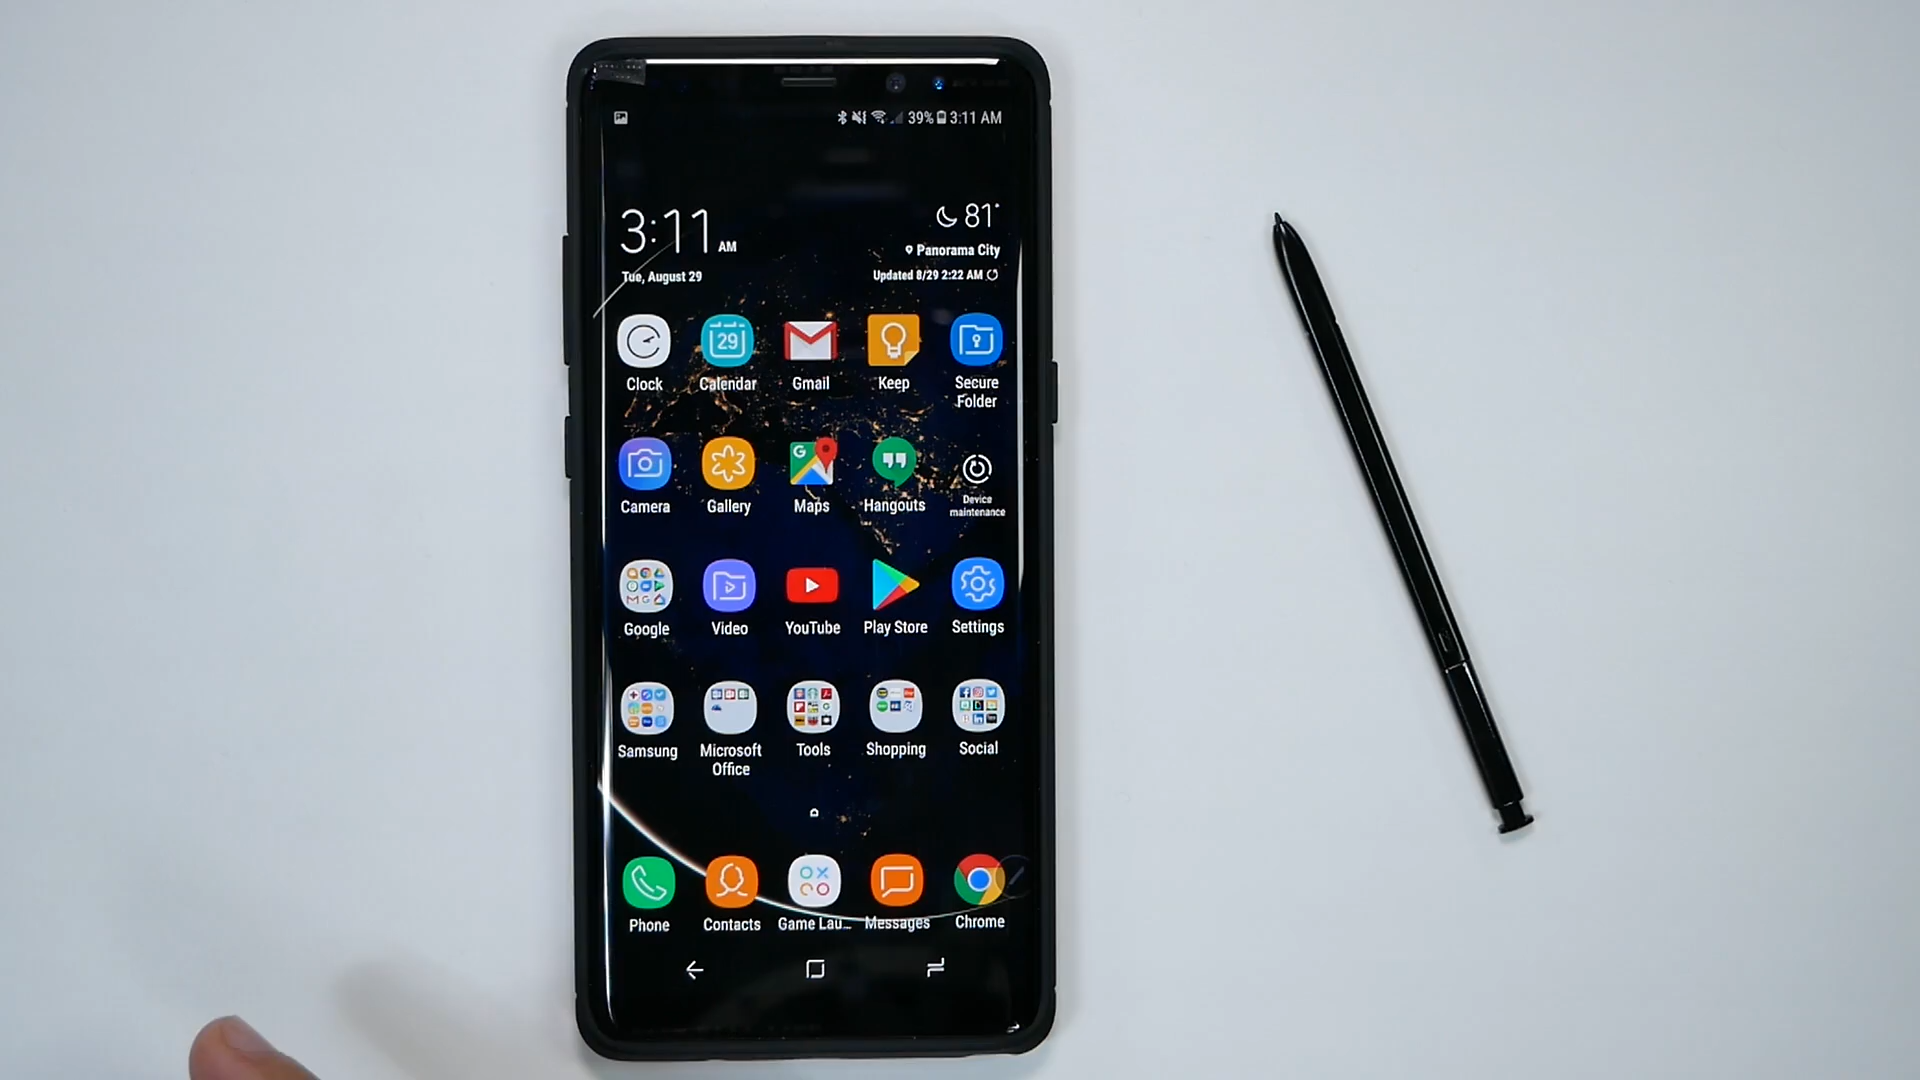 39% 3:11 AM
3:11 AM
81°
Panorama City
Tue, August 29
Updated 8/29 2:22 AM
29
Clock
Calendar
Gmail
Keep
Secure
Folder
G
Camera
Gallery
Maps
Hangouts
Device
maintenance
Google
Video
YouTube
Play Store
Settings
Samsung
Microsoft
Office
Tools
Shopping
Social
Phone
Contacts
Game Lau...
Messages
Chrome